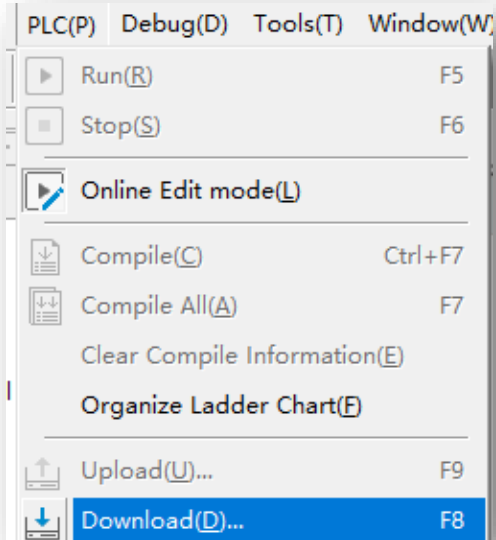 PLC(P) Debug(D) Tools(T) Window(W)
Run(R) F5
Stop(S) F6
Online Edit mode(L)
Compile(C) Ctrl+F7
Compile All(A) F7
Clear Compile Information(E)
Organize Ladder Chart(F)
Upload(U)... F9
Download(D)... F8